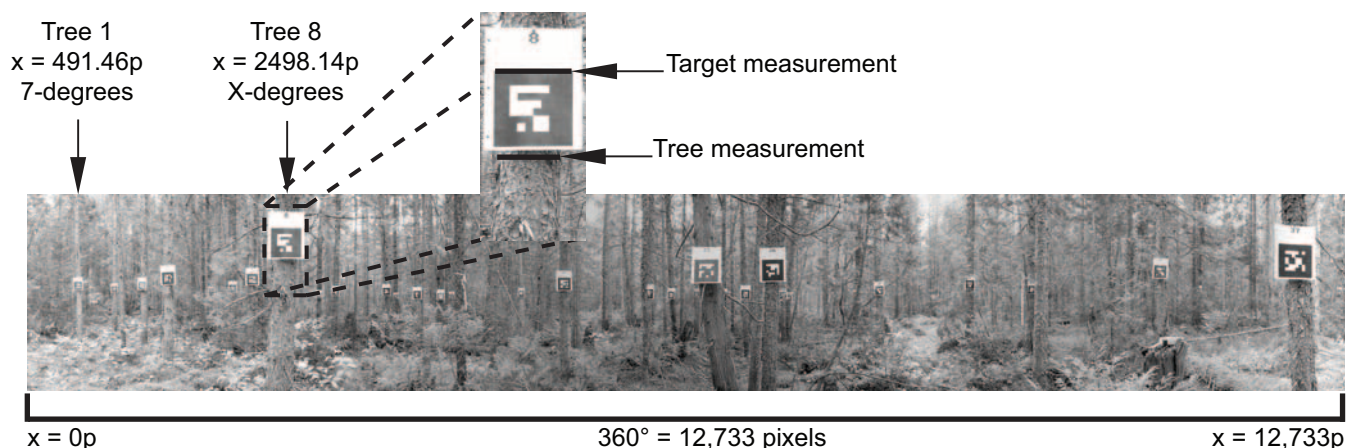 Tree 1
x = 491.46p
7-degrees
Tree 8
x = 2498.14p
X-degrees
8
Target measurement
Tree measurement
x = 0p
360° = 12,733 pixels
x = 12,733p